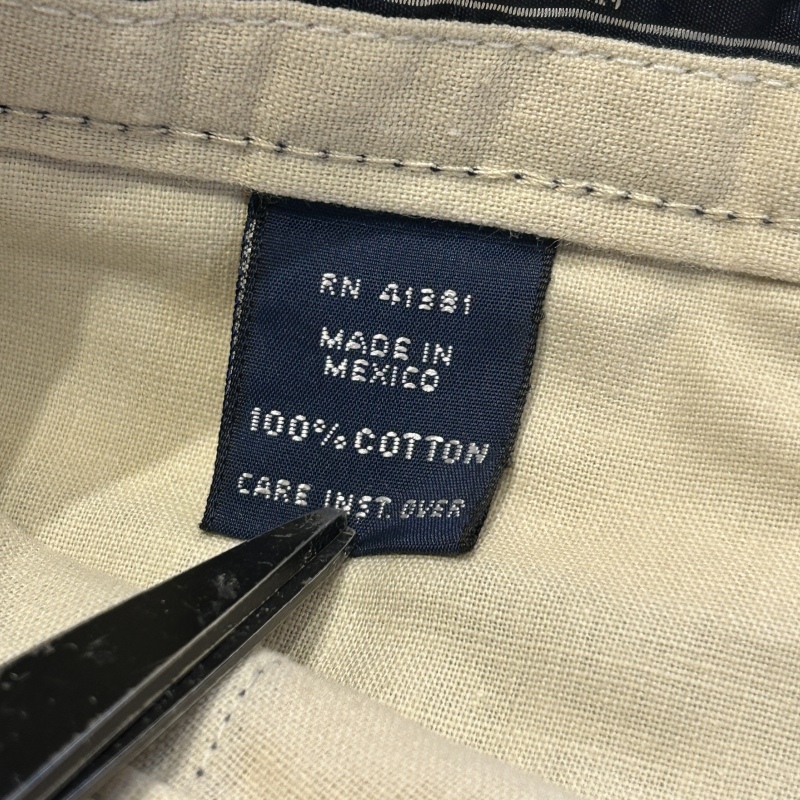 RN 41381
MADE IN
MEXICO
100% COTTON
CARE INST. OVER